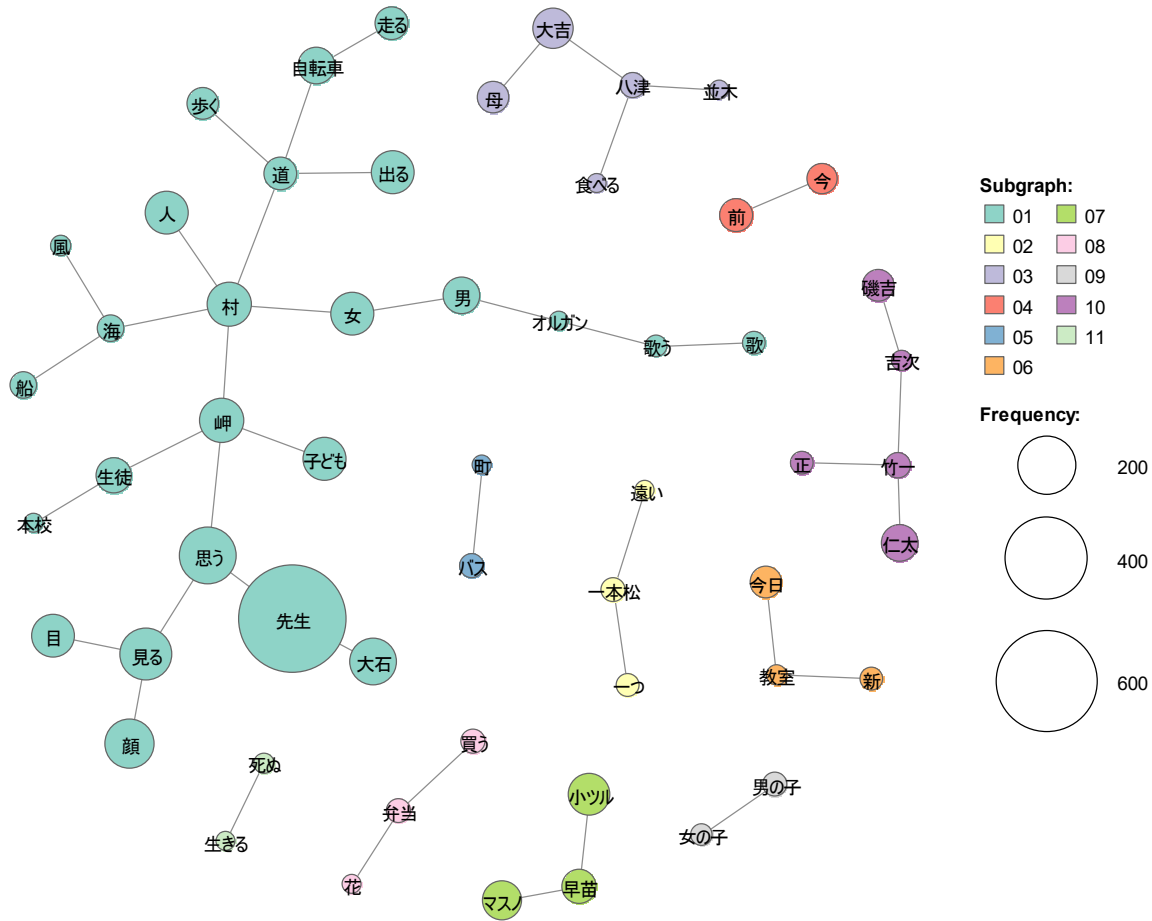 走る
大吉
自転車
八津
並木
母
歩く
道
出る
食べる
今
前
人
風
村
女
男
海
オルガン
歌う
歌
船
磯吉
吉次
岬
子ども
生徒
本校
町
バス
正
竹一
仁太
遠い
一本松
一つ
思う
先生
大石
目
見る
顔
今日
教室
新
死ぬ
生きる
買う
弁当
花
小ツル
早苗
マスノ
男の子
女の子
Subgraph:
01 07
02 08
03 09
04 10
05 11
06
Frequency:
200
400
600